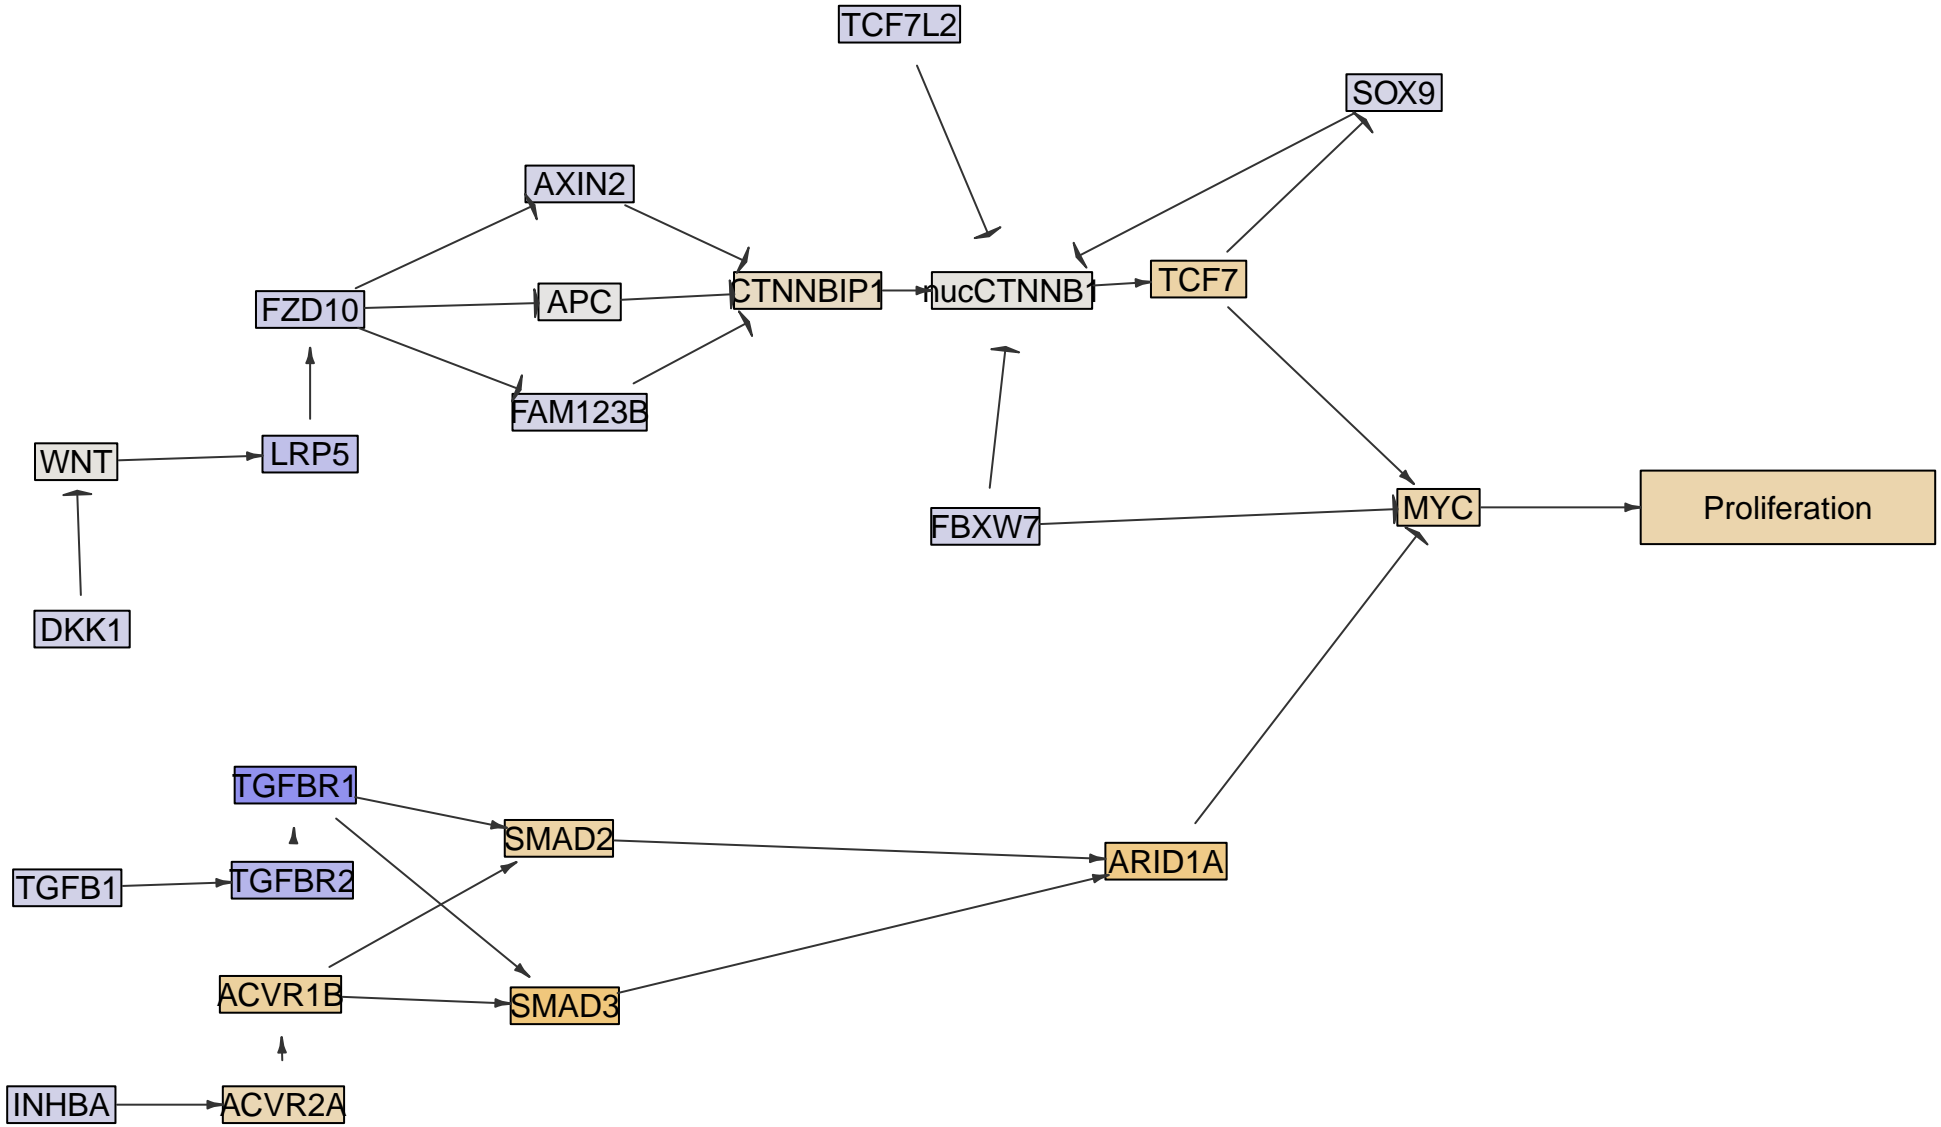 TCF7L2
SOX9
AXIN2
TCF7
CTNNBIP1
nucCTNNB1
APC
FZD10
FAM123B
LRP5
WNT
MYC
Proliferation
FBXW7
DKK1
TGFBR1
SMAD2
ARID1A
TGFBR2
TGFB1
ACVR1B
SMAD3
INHBA
ACVR2A